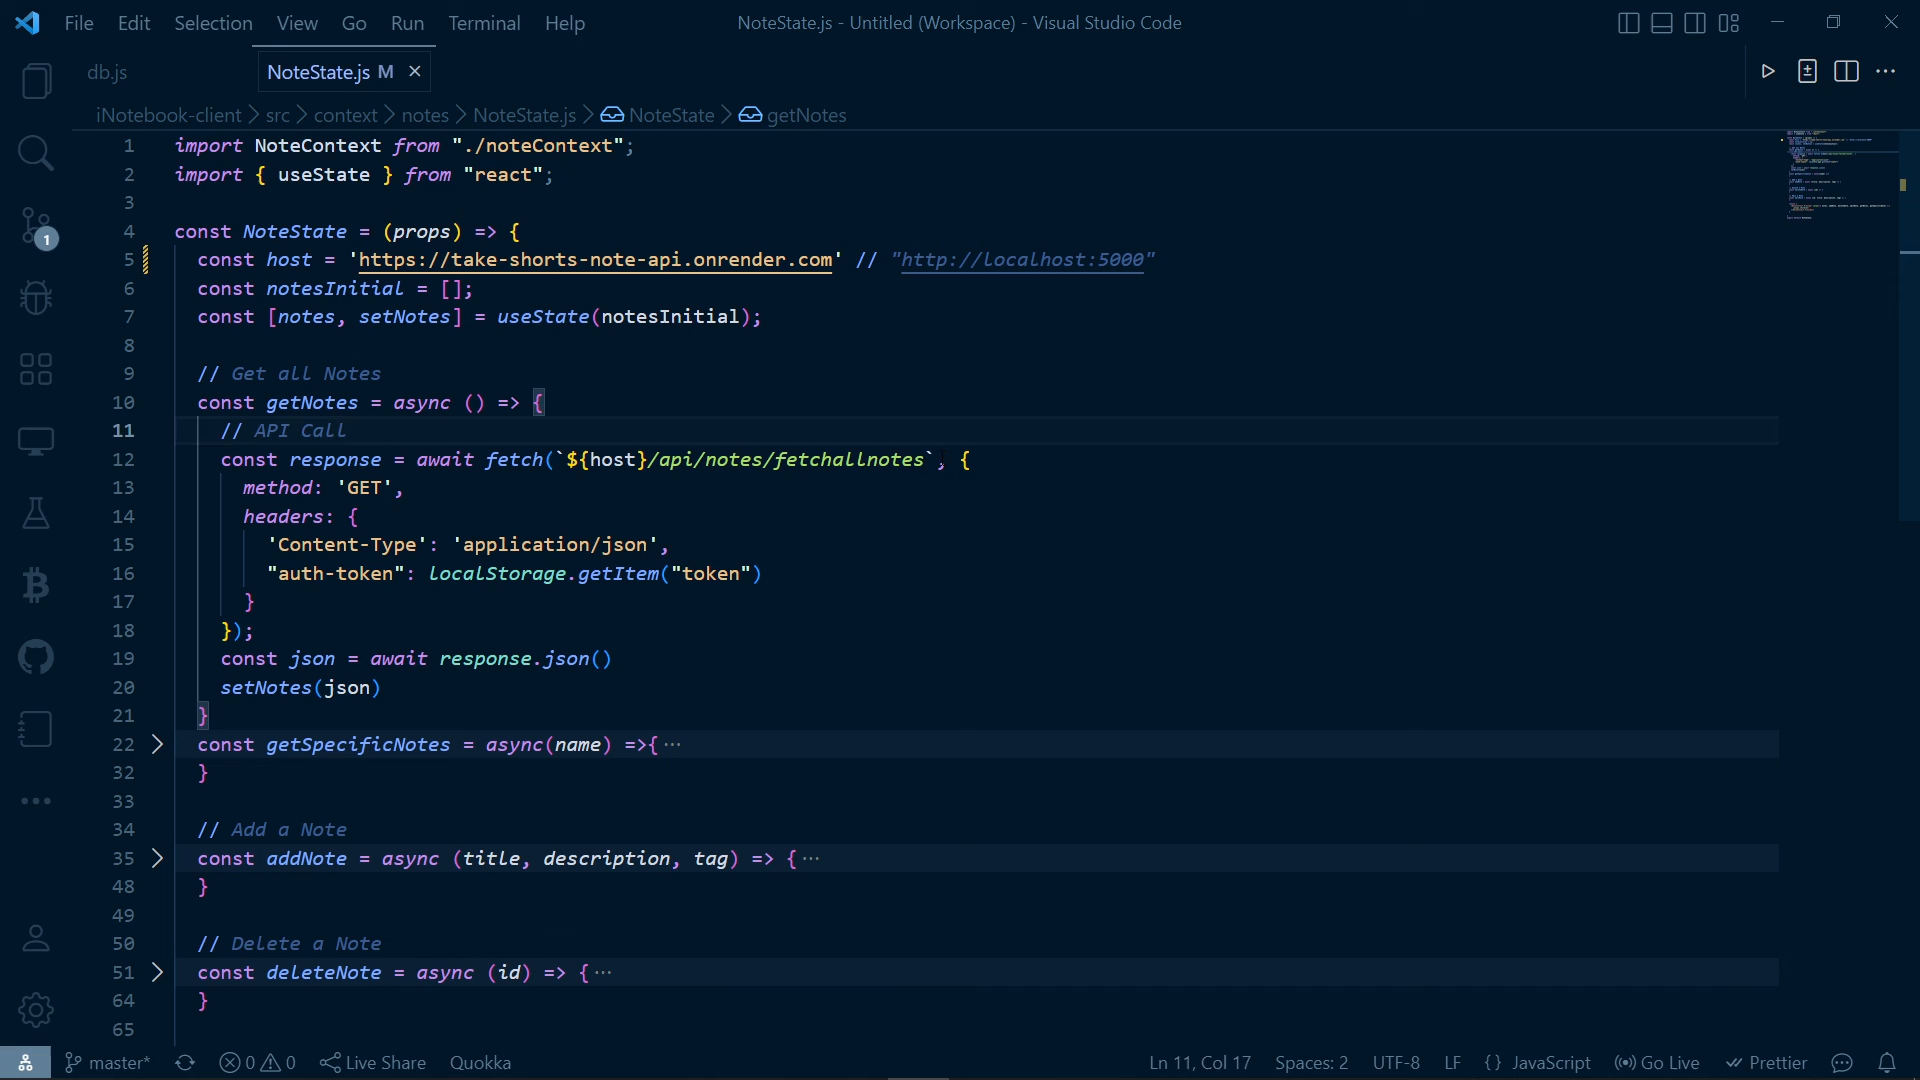 File Edit Selection View Go Run Terminal Help NoteState.js - Untitled (Workspace) - Visual Studio Code
db.js NoteState.js M
iNotebook-client > src > context > notes > NoteState.js > NoteState > getNotes
1 import NoteContext from "./noteContext";
2 import { useState } from "react";
3
4 const NoteState = (props) => {
5 const host = 'https://take-shorts-note-api.onrender.com' // "http://localhost:5000"
6 const notesInitial = [];
7 const [notes, setNotes] = useState(notesInitial);
8
9 // Get all Notes
10 const getNotes = async () => {
11 // API Call
12 const response = await fetch(`${host}/api/notes/fetchallnotes`, {
13 method: 'GET',
14 headers: {
15 'Content-Type': 'application/json',
16 "auth-token": localStorage.getItem("token")
17 }
18 });
19 const json = await response.json()
20 setNotes(json)
21 }
22 const getSpecificNotes = async(name) =>{ ···
32 }
33
34 // Add a Note
35 const addNote = async (title, description, tag) => { ···
48 }
49
50 // Delete a Note
51 const deleteNote = async (id) => { ···
64 }
65
1
master* 0 0 Live Share Quokka Ln 11, Col 17 Spaces: 2 UTF-8 LF {} JavaScript Go Live Prettier